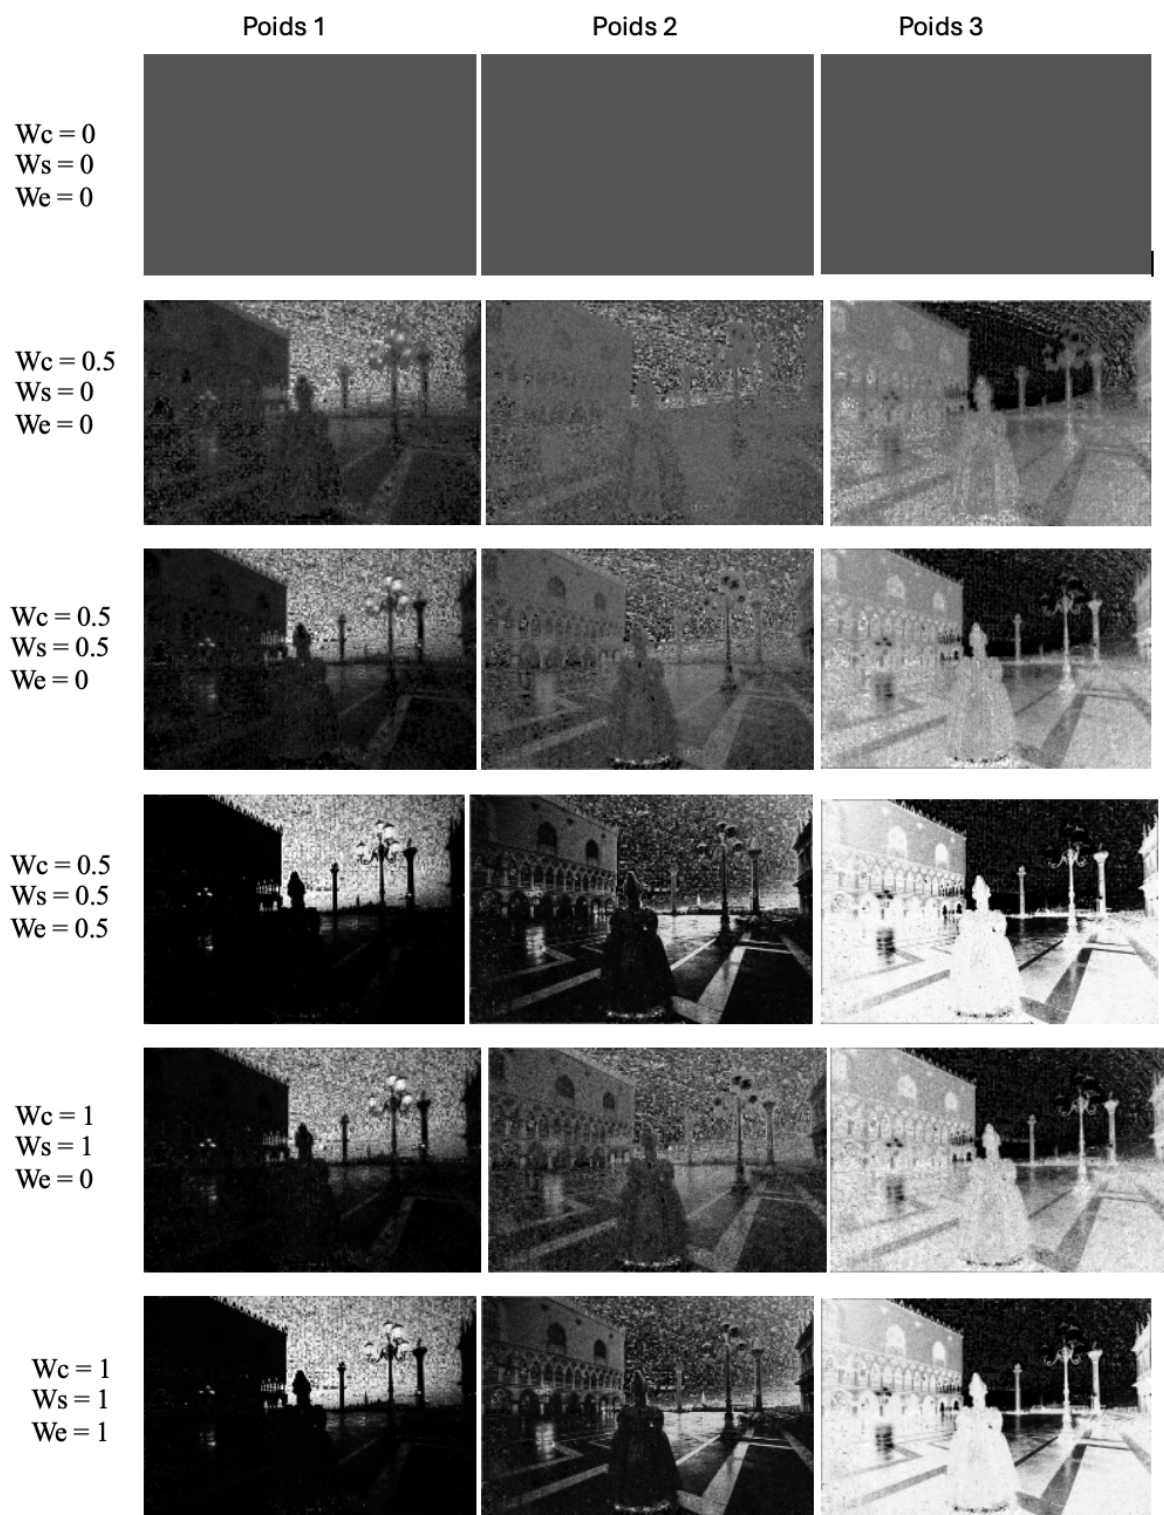 Poids 1 Poids 2 Poids 3
Wc = 0
Ws = 0
We = 0
Wc = 0.5
Ws = 0
We = 0
Wc = 0.5
Ws = 0.5
We = 0
Wc = 0.5
Ws = 0.5
We = 0.5
Wc = 1
Ws = 1
We = 0
Wc = 1
Ws = 1
We = 1